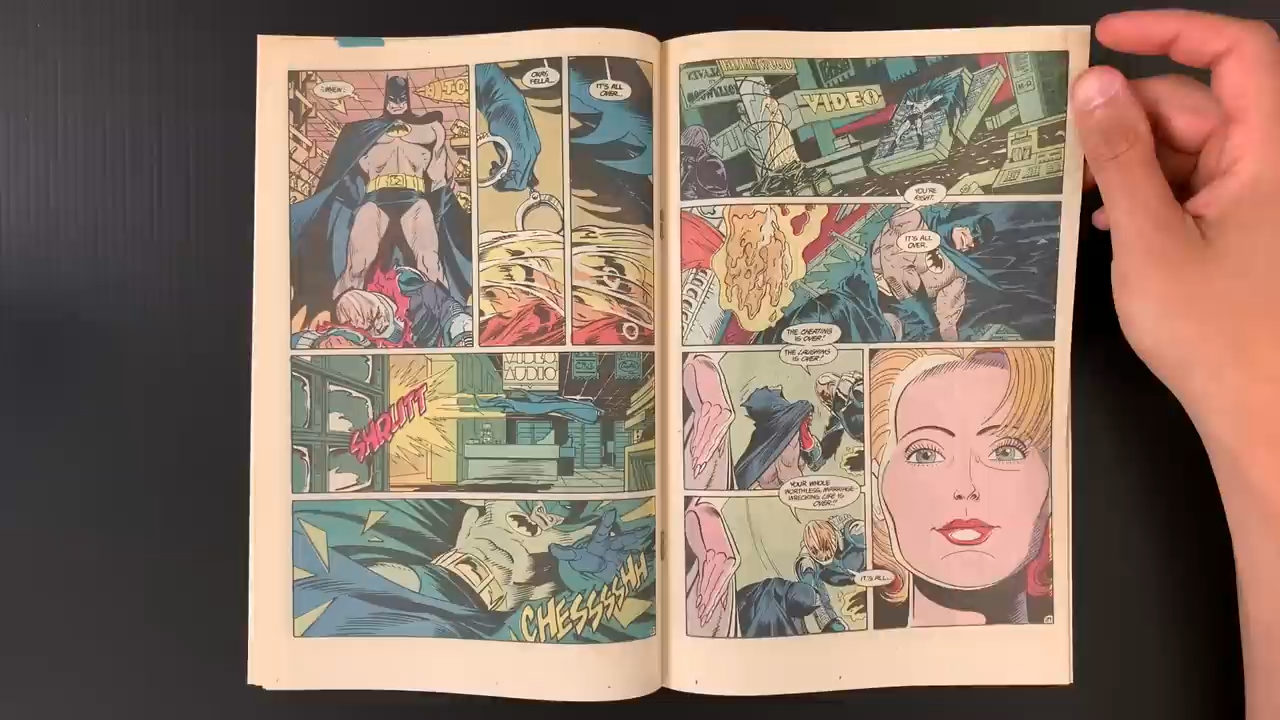 ...WHEW...
OKAY,
FELLA...
IT'S ALL
OVER...
SHRUTT
VIDEO
AUDIO
CHESSSSHH
VIDEO
YOU'RE
RIGHT.
IT'S ALL
OVER.
THE CHEATING
IS OVER!
THE LAUGHING
IS OVER!
YOUR WHOLE
WORTHLESS, MARRIAGE-
WRECKING LIFE IS
OVER!!
IT'S ALL...